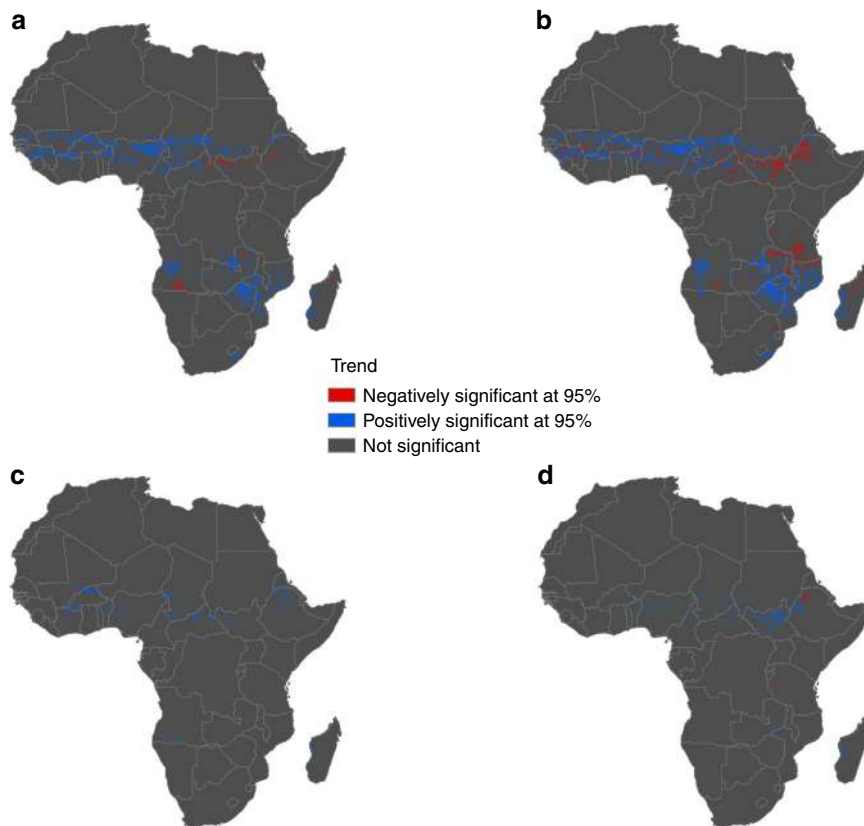 a
b
Trend
Negatively significant at 95%
Positively significant at 95%
Not significant
c
d